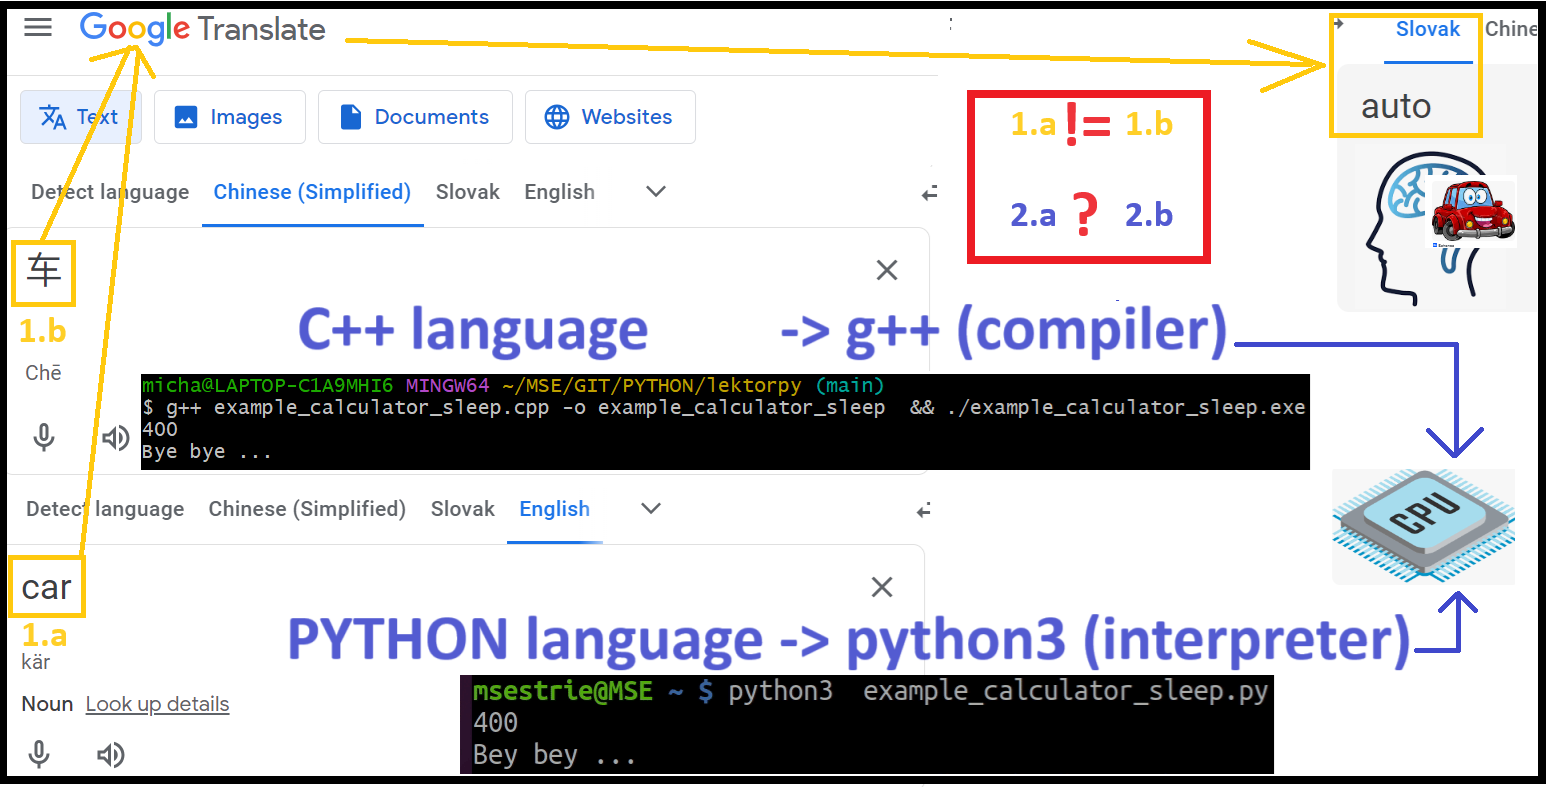 Google Translate
Slovak Chine
auto
Text Images Documents Websites
1.a != 1.b
2.a ? 2.b
Detect language Chinese (Simplified) Slovak English
车
1.b
Chē
C++ language -> g++ (compiler)
micha@LAPTOP-C1A9MHI6 MINGW64 ~/MSE/GIT/PYTHON/lektorpy (main)
$ g++ example_calculator_sleep.cpp -o example_calculator_sleep && ./example_calculator_sleep.exe
400
Bye bye ...
CPU
Detect language Chinese (Simplified) Slovak English
car
1.a
kär
PYTHON language -> python3 (interpreter)
Noun Look up details
msestrie@MSE ~ $ python3 example_calculator_sleep.py
400
Bey bey ...